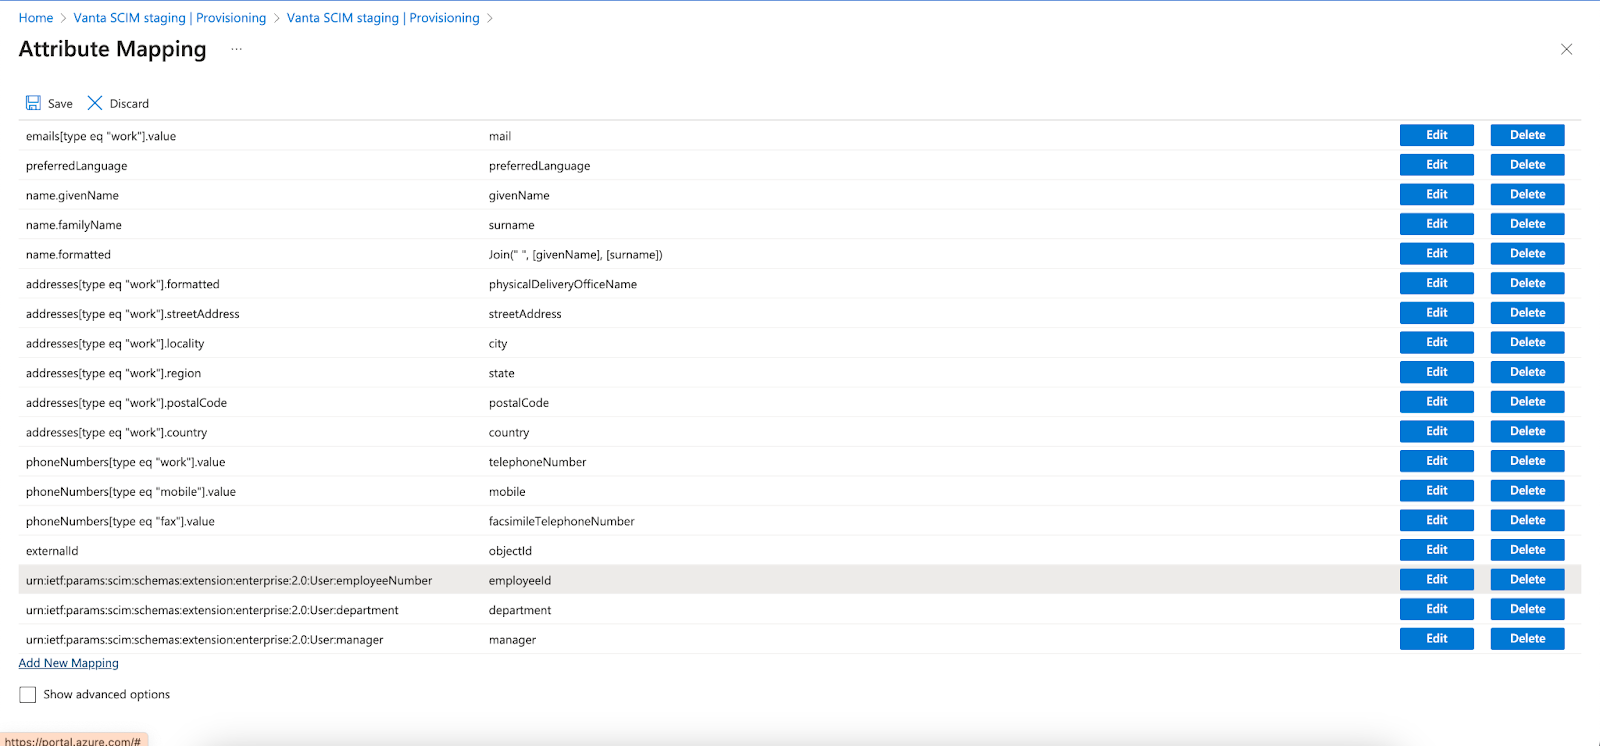 Home > Vanta SCIM staging | Provisioning > Vanta SCIM staging | Provisioning >
Attribute Mapping ...
Save Discard
emails[type eq "work"].value mail Edit Delete
preferredLanguage preferredLanguage Edit Delete
name.givenName givenName Edit Delete
name.familyName surname Edit Delete
name.formatted Join(" ", [givenName], [surname]) Edit Delete
addresses[type eq "work"].formatted physicalDeliveryOfficeName Edit Delete
addresses[type eq "work"].streetAddress streetAddress Edit Delete
addresses[type eq "work"].locality city Edit Delete
addresses[type eq "work"].region state Edit Delete
addresses[type eq "work"].postalCode postalCode Edit Delete
addresses[type eq "work"].country country Edit Delete
phoneNumbers[type eq "work"].value telephoneNumber Edit Delete
phoneNumbers[type eq "mobile"].value mobile Edit Delete
phoneNumbers[type eq "fax"].value facsimileTelephoneNumber Edit Delete
externalId objectId Edit Delete
urn:ietf:params:scim:schemas:extension:enterprise:2.0:User:employeeNumber employeeId Edit Delete
urn:ietf:params:scim:schemas:extension:enterprise:2.0:User:department department Edit Delete
urn:ietf:params:scim:schemas:extension:enterprise:2.0:User:manager manager Edit Delete
Add New Mapping
Show advanced options
https://portal.azure.com/#